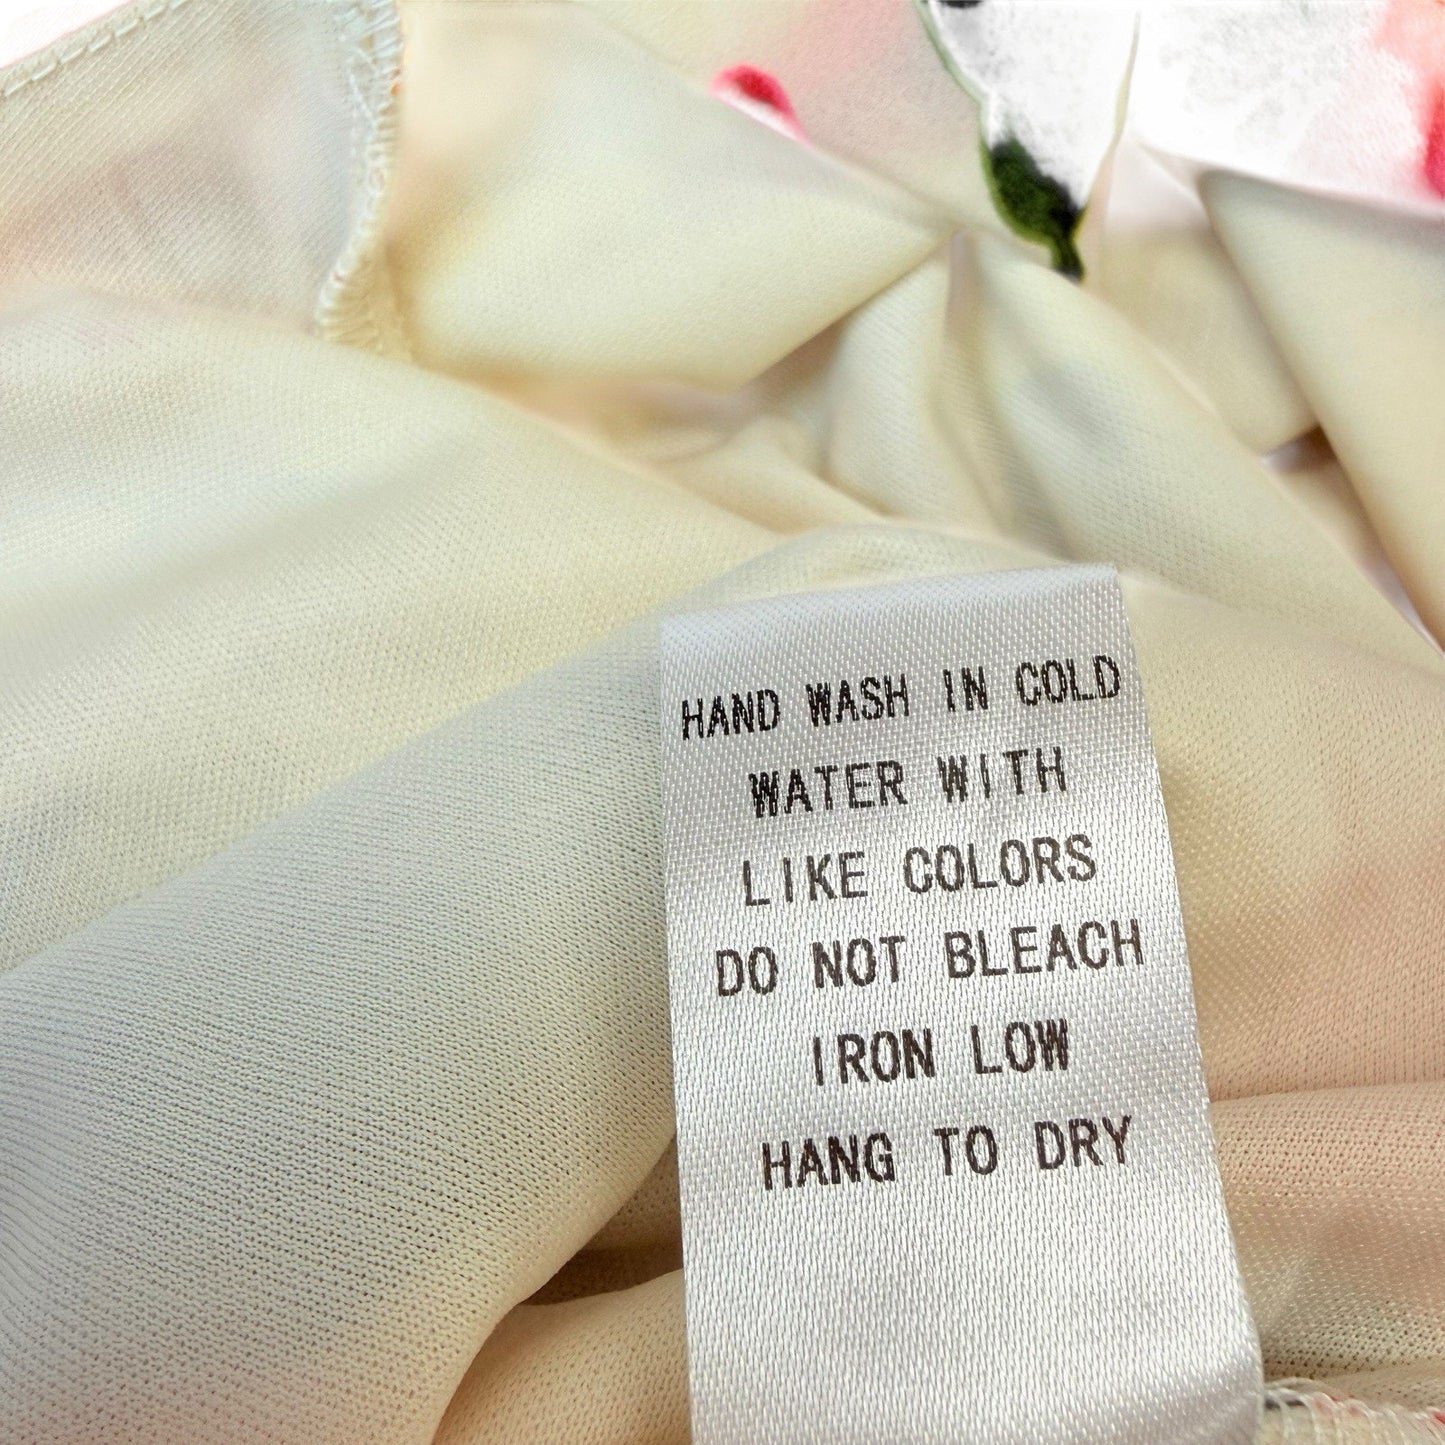 HAND WASH IN COLD
WATER WITH
LIKE COLORS
DO NOT BLEACH
IRON LOW
HANG TO DRY